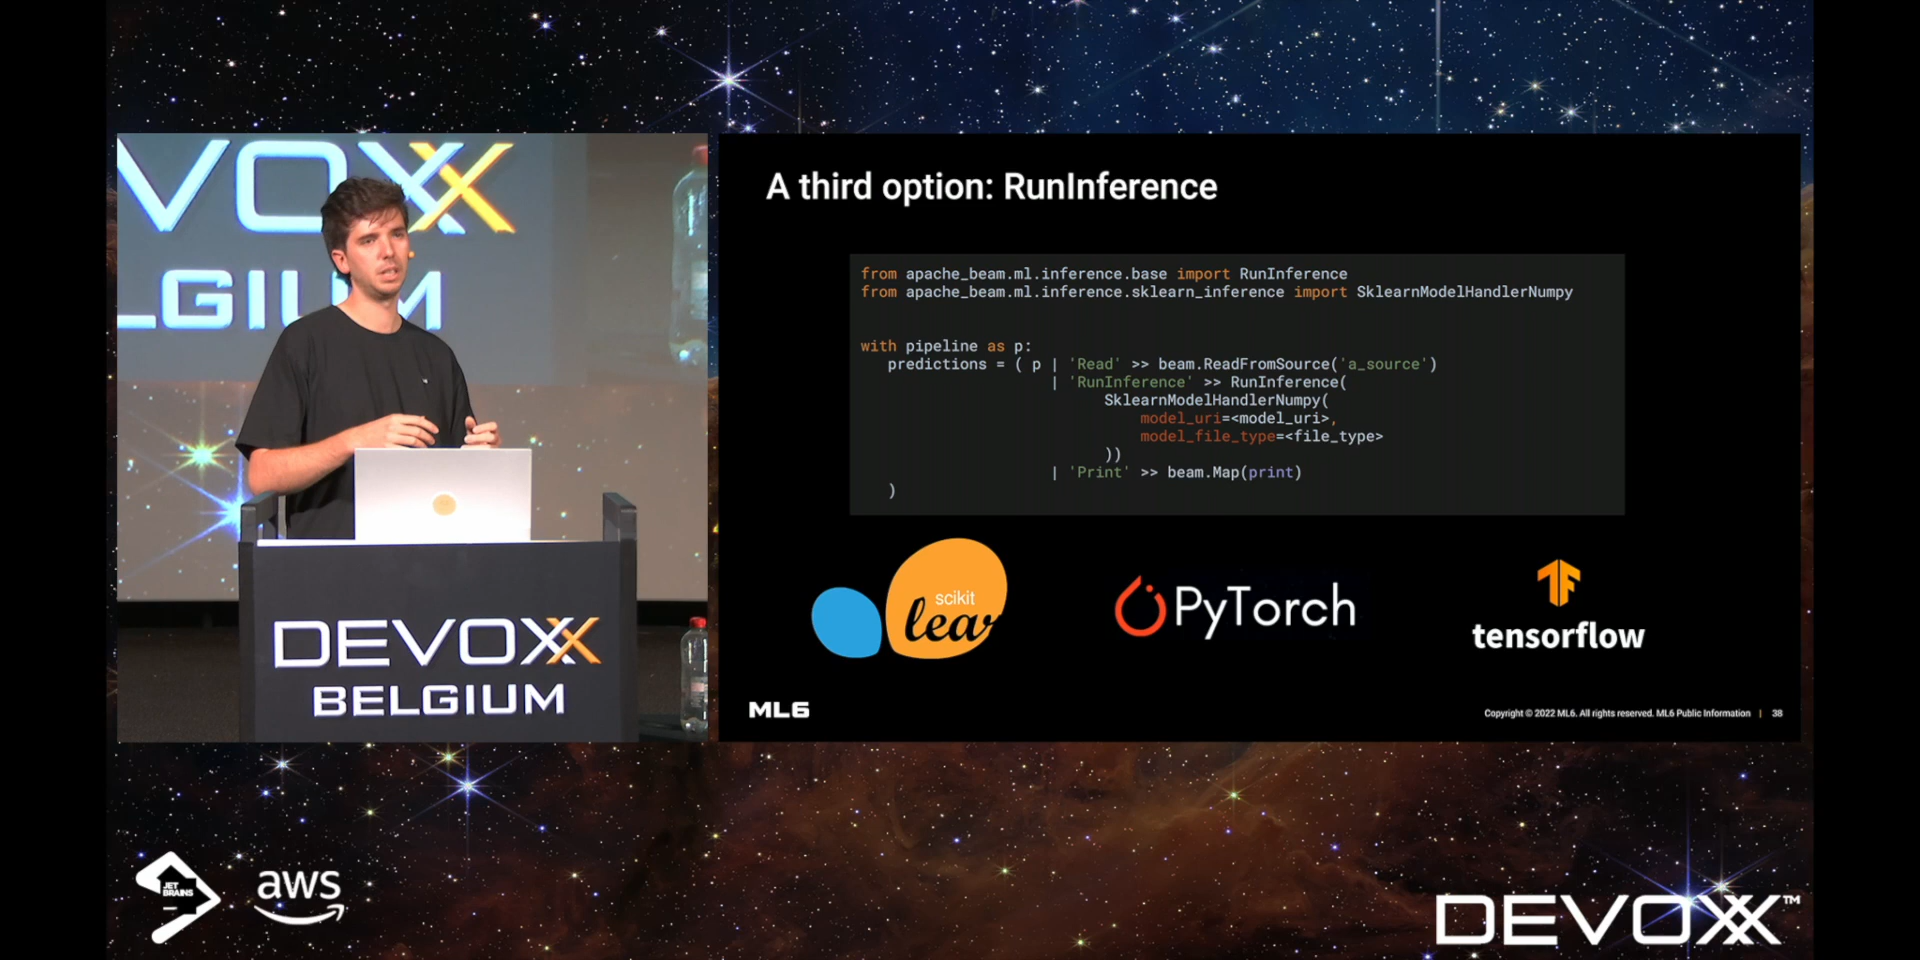 VOXX
LGIUM
DEVOXX
BELGIUM
A third option: RunInference
from apache_beam.ml.inference.base import RunInference
from apache_beam.ml.inference.sklearn_inference import SklearnModelHandlerNumpy
with pipeline as p:
predictions = ( p | 'Read' >> beam.ReadFromSource('a_source')
| 'RunInference' >> RunInference(
SklearnModelHandlerNumpy(
model_uri=<model_uri>,
model_file_type=<file_type>
))
| 'Print' >> beam.Map(print)
)
scikit
lear
PyTorch
tensorflow
ML6
Copyright © 2022 ML6. All rights reserved. ML6 Public Information | 38
JET
BRAINS
aws
DEVOXX™